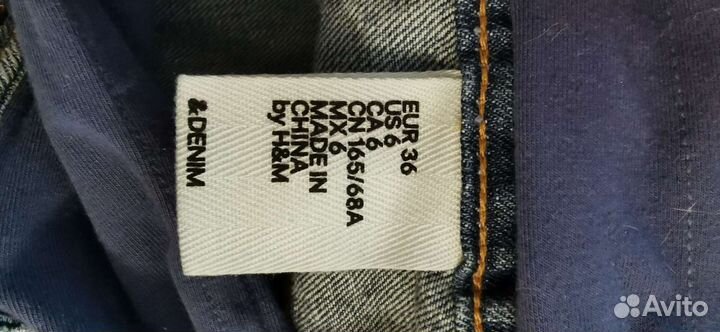 EUR 36
US 6
CA 6
CN 165/68A
MX 6
MADE IN
CHINA
by H&M
&DENIM
Avito